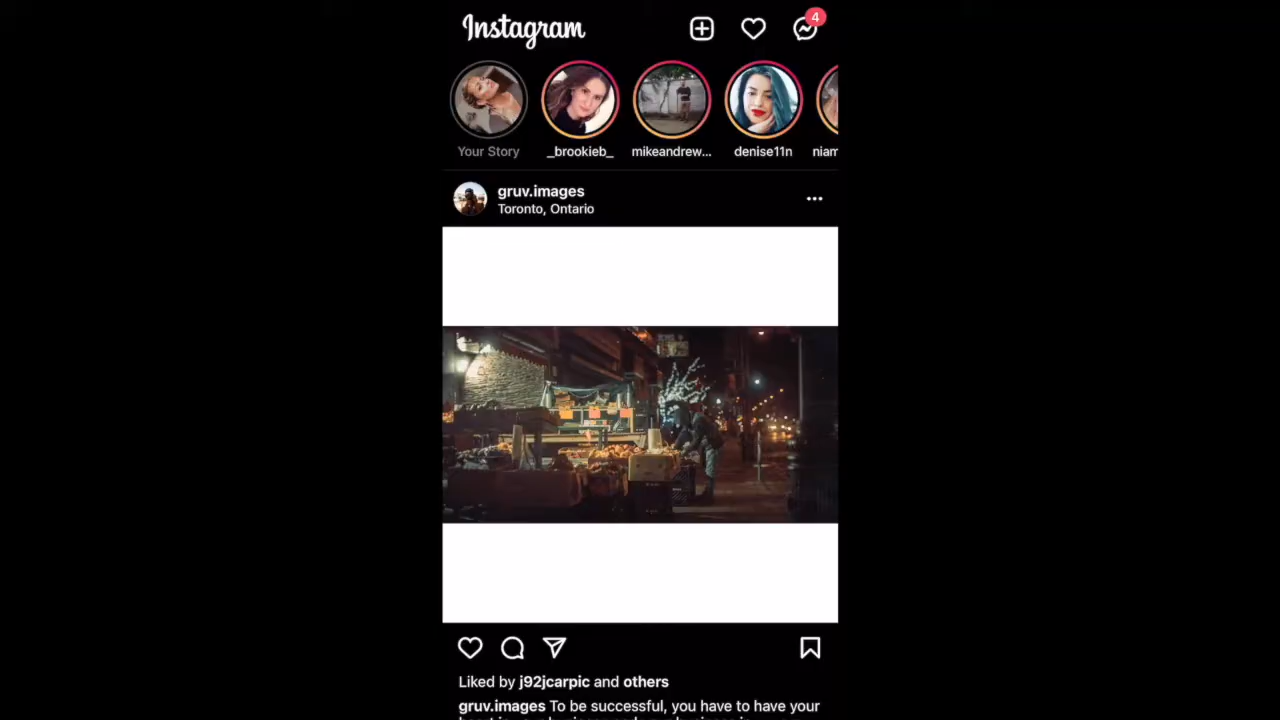 Instagram
4
Your Story
_brookieb_
mikeandrew...
denise11n
niam
gruv.images
Toronto, Ontario
Liked by j92jcarpic and others
gruv.images To be successful, you have to have your